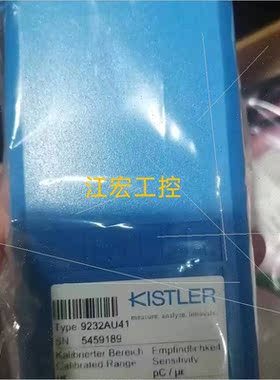 江宏工控
KISTLER
measure. analyze. innovate.
Type 9232AU41
SN 5459189
Kalibrierter Bereich Empfindlichkeit
Calibrated Range Sensitivity
µε pC / µε